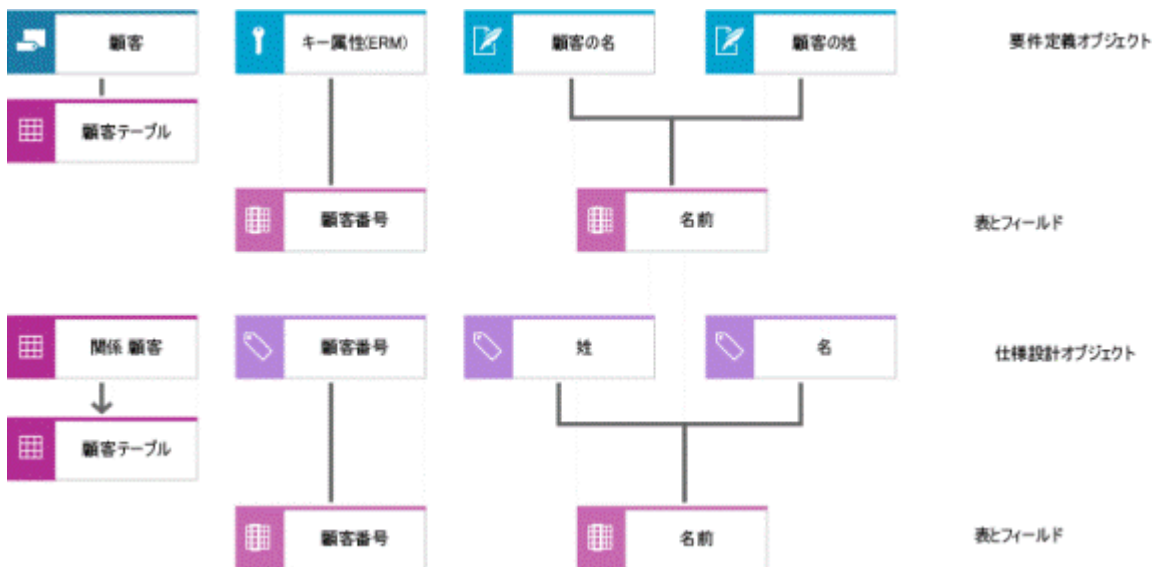 顧客
キー属性(ERM)
顧客の名
顧客の姓
要件定義オブジェクト
顧客テーブル
顧客番号
名前
表とフィールド
関係 顧客
顧客番号
姓
名
仕様設計オブジェクト
顧客テーブル
顧客番号
名前
表とフィールド